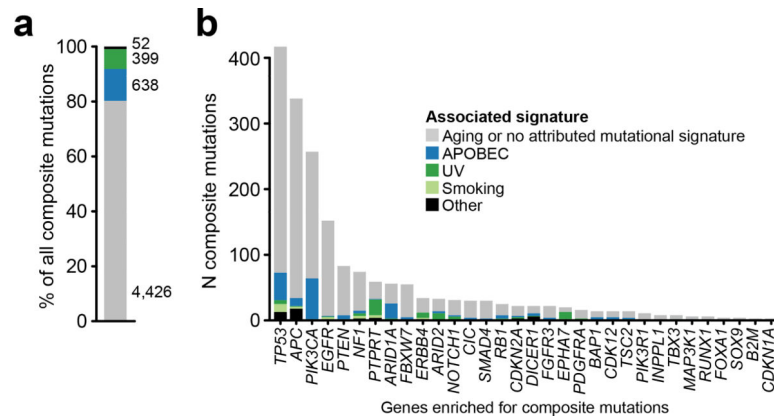 a
% of all composite mutations
100
80
60
40
20
0
52
399
638
4,426
b
N composite mutations
400
300
200
100
0
Associated signature
Aging or no attributed mutational signature
APOBEC
UV
Smoking
Other
TP53
APC
PIK3CA
EGFR
PTEN
NF1
PTPRT
ARID1A
FBXW7
ERBB4
ARID2
NOTCH1
CIC
SMAD4
RB1
CDKN2A
DICER1
FGFR3
EPHA7
PDGFRA
BAP1
CDK12
TSC2
PIK3R1
INPPL1
TBX3
MAP3K1
RUNX1
FOXA1
SOX9
B2M
CDKN1A
Genes enriched for composite mutations